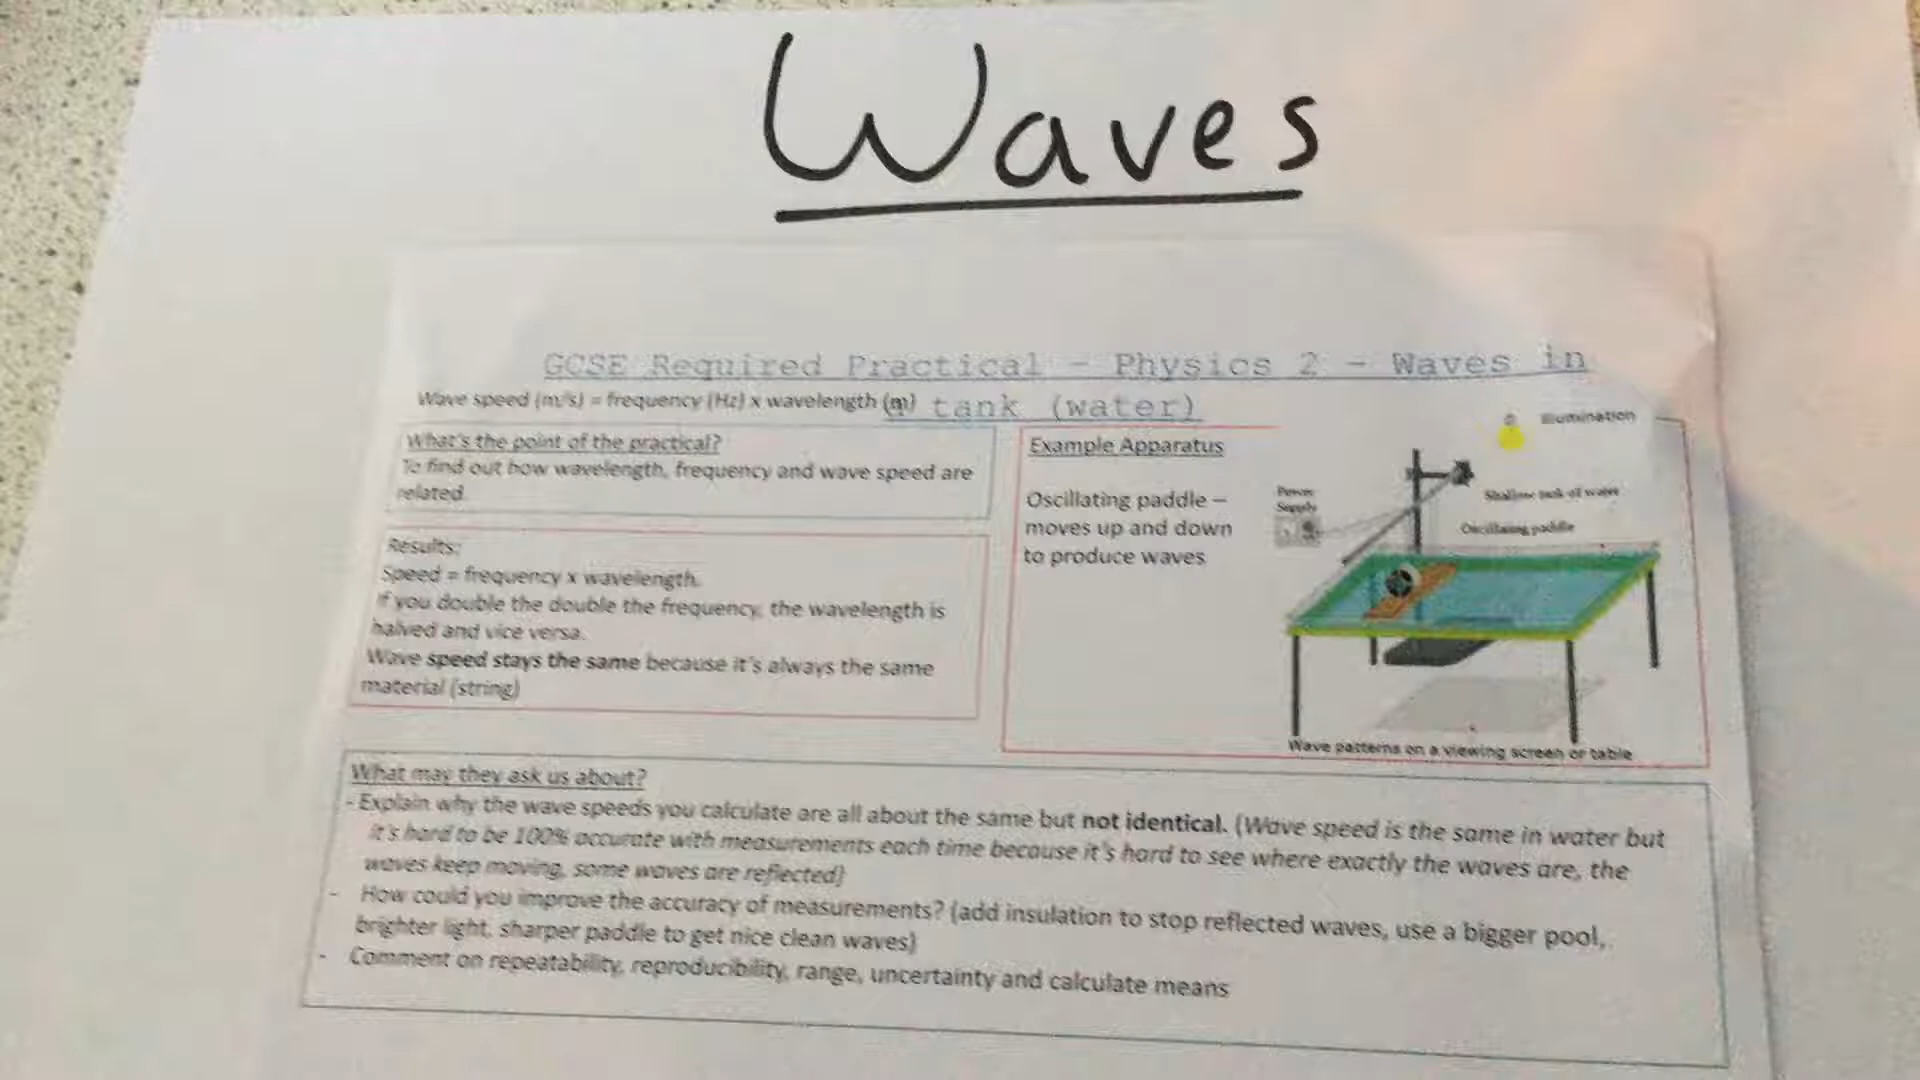 Waves
GCSE Required Practical - Physics 2 - Waves in
tank (water)
Wave speed (m/s) = frequency (Hz) x wavelength (m)
What's the point of the practical?
To find out how wavelength, frequency and wave speed are
related.
Results:
Speed = frequency x wavelength.
If you double the double the frequency, the wavelength is
halved and vice versa.
Wave speed stays the same because it's always the same
material (string)
Example Apparatus
Oscillating paddle –
moves up and down
to produce waves
Illumination
Power
Supply
Shallow tank of water
Oscillating paddle
Wave patterns on a viewing screen or table
What may they ask us about?
- Explain why the wave speeds you calculate are all about the same but not identical. (Wave speed is the same in water but
it's hard to be 100% accurate with measurements each time because it's hard to see where exactly the waves are, the
waves keep moving, some waves are reflected)
- How could you improve the accuracy of measurements? (add insulation to stop reflected waves, use a bigger pool,
brighter light, sharper paddle to get nice clean waves)
- Comment on repeatability, reproducibility, range, uncertainty and calculate means